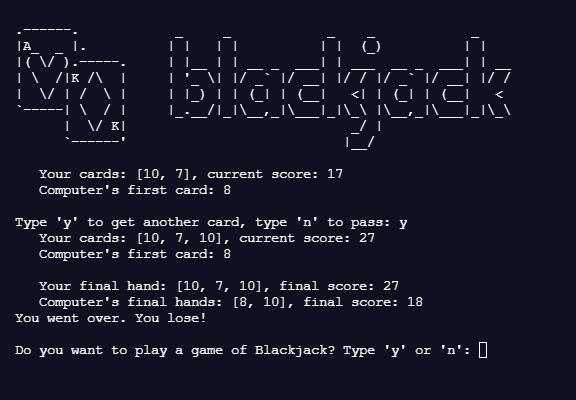 A
K
K
blackjack
Your cards: [10, 7], current score: 17
Computer's first card: 8
Type 'y' to get another card, type 'n' to pass: y
Your cards: [10, 7, 10], current score: 27
Computer's first card: 8
Your final hand: [10, 7, 10], final score: 27
Computer's final hands: [8, 10], final score: 18
You went over. You lose!
Do you want to play a game of Blackjack? Type 'y' or 'n':